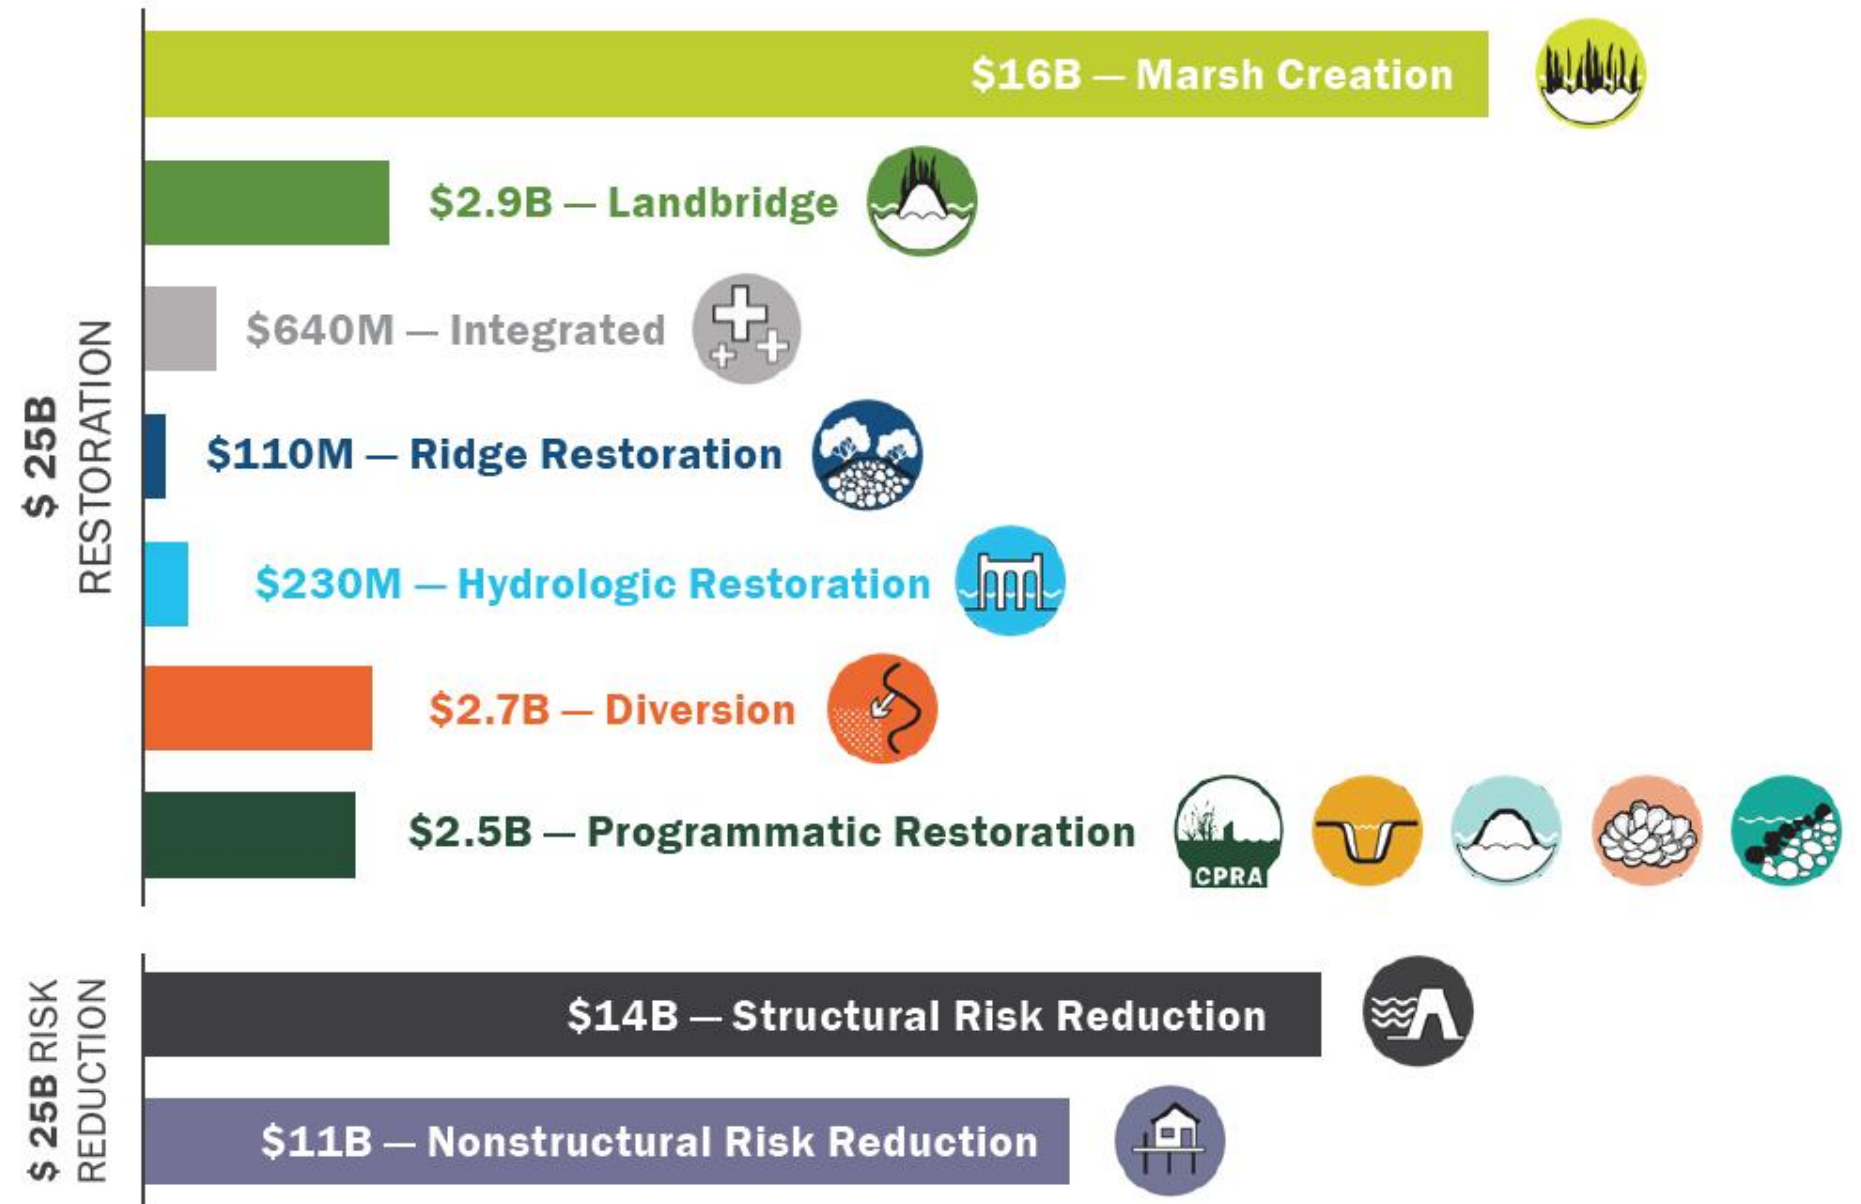 $ 25B
RESTORATION
$16B — Marsh Creation
$2.9B — Landbridge
$640M — Integrated
$110M — Ridge Restoration
$230M — Hydrologic Restoration
$2.7B — Diversion
$2.5B — Programmatic Restoration
CPRA
$ 25B RISK
REDUCTION
$14B — Structural Risk Reduction
$11B — Nonstructural Risk Reduction